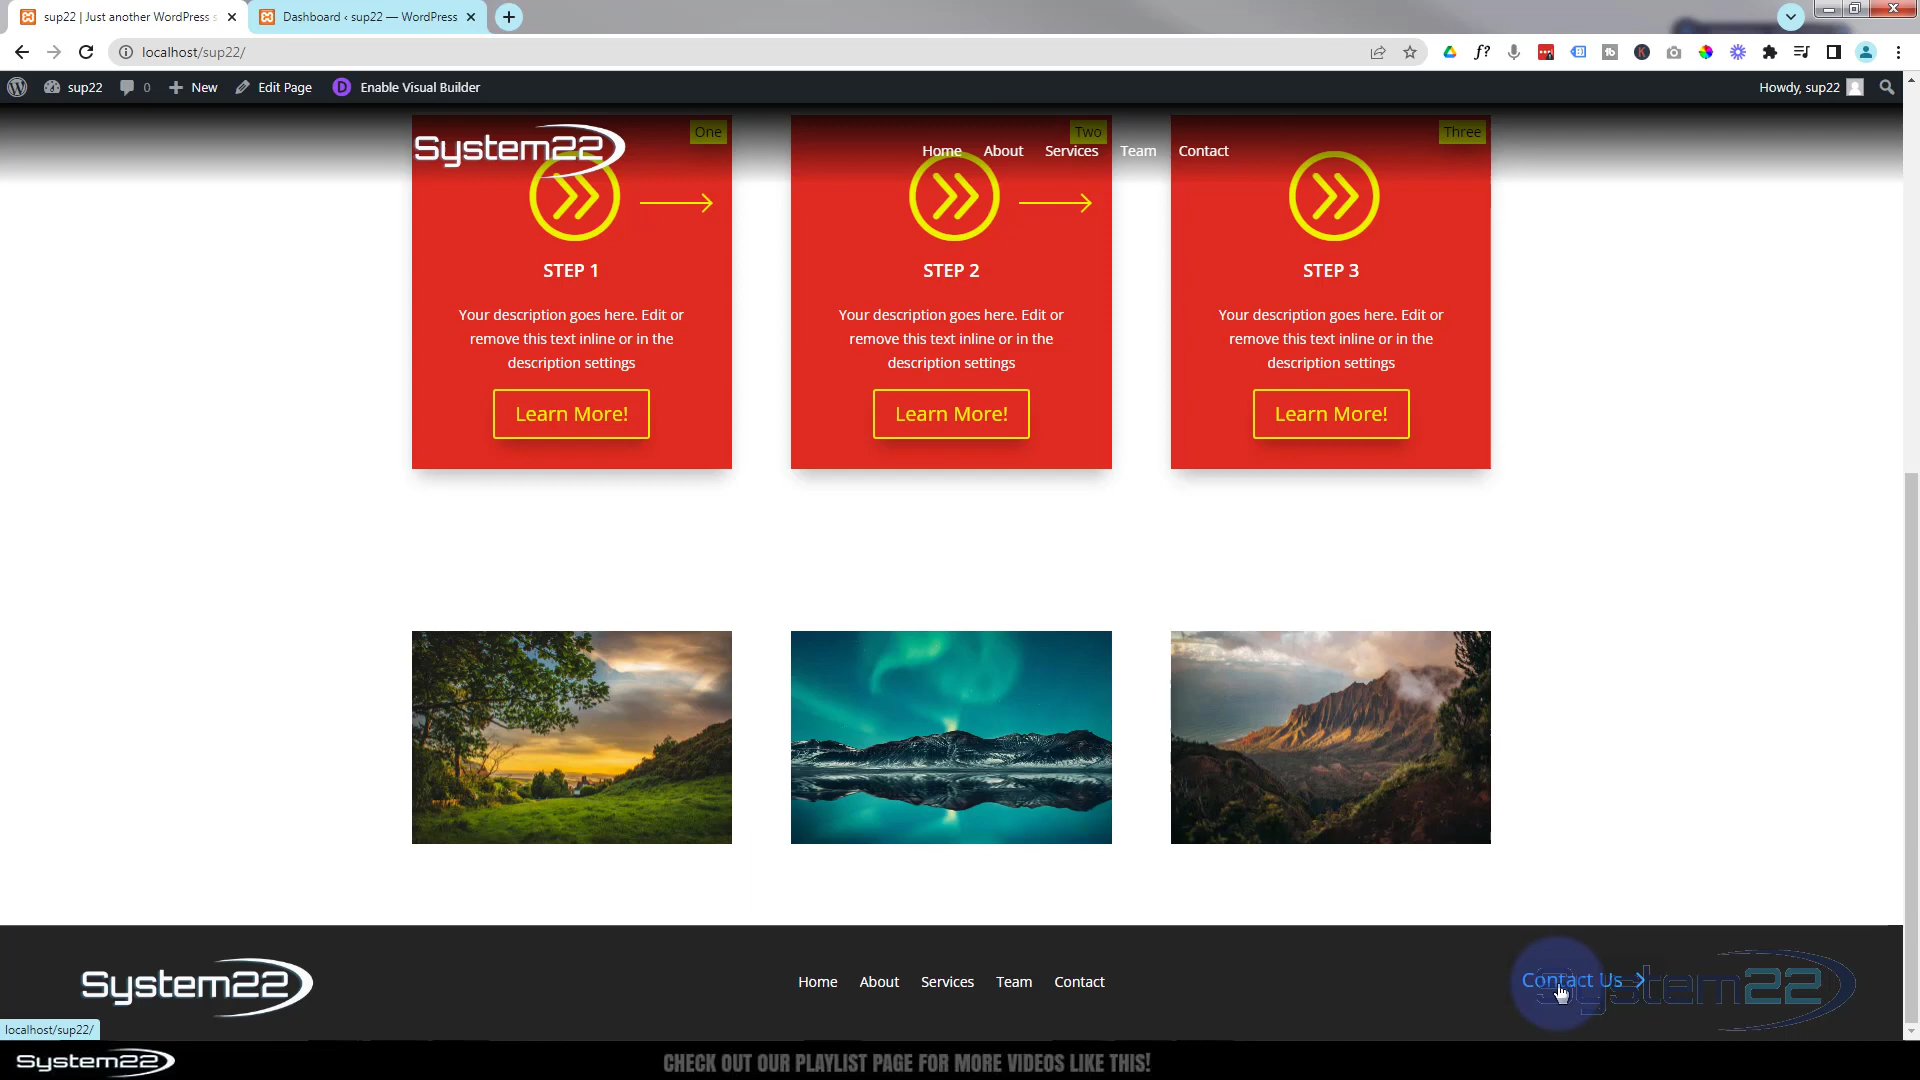 sup22 | Just another WordPress s
Dashboard ‹ sup22 — WordPress
localhost/sup22/
sup22
0
New
Edit Page
Enable Visual Builder
Howdy, sup22
System22
Home
About
Services
Team
Contact
One
Two
Three
STEP 1
Your description goes here. Edit or
remove this text inline or in the
description settings
Learn More!
STEP 2
Your description goes here. Edit or
remove this text inline or in the
description settings
Learn More!
STEP 3
Your description goes here. Edit or
remove this text inline or in the
description settings
Learn More!
System22
Home
About
Services
Team
Contact
Contact Us
System22
localhost/sup22/
System22
CHECK OUT OUR PLAYLIST PAGE FOR MORE VIDEOS LIKE THIS!